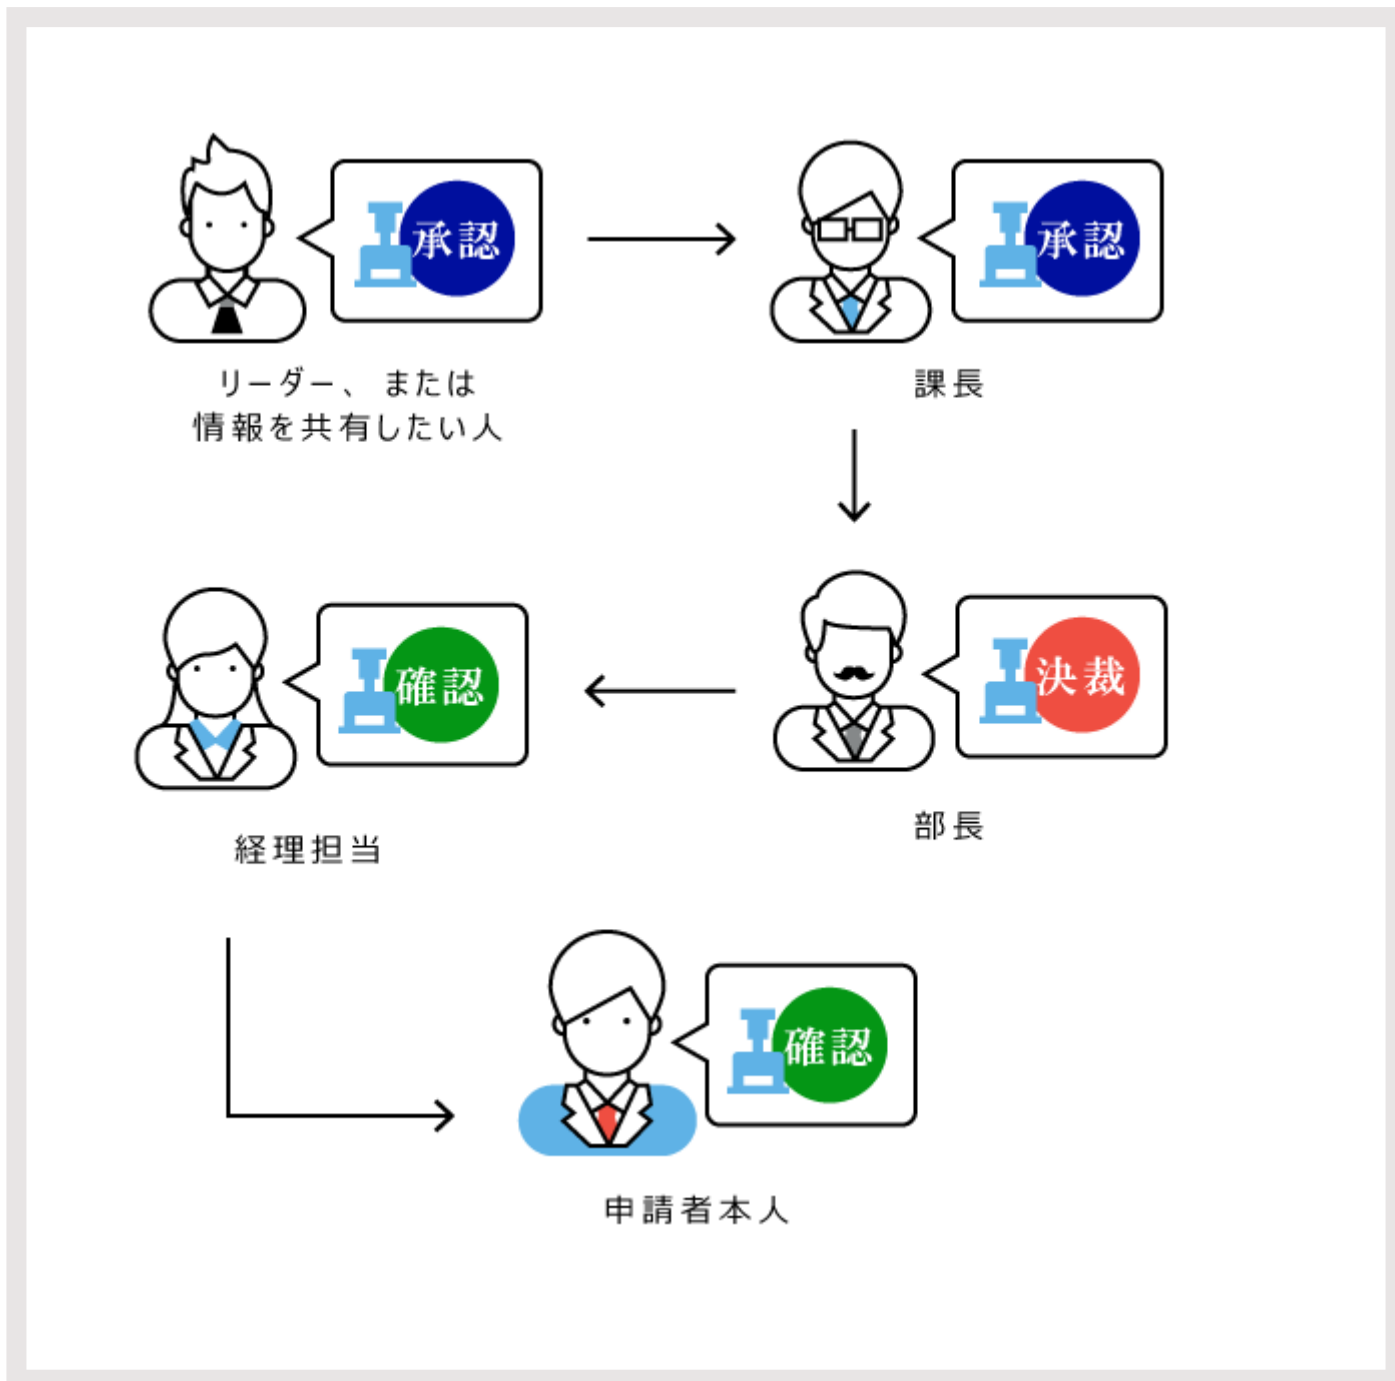 承認
リーダー、または
情報を共有したい人
承認
課長
決裁
部長
確認
経理担当
確認
申請者本人